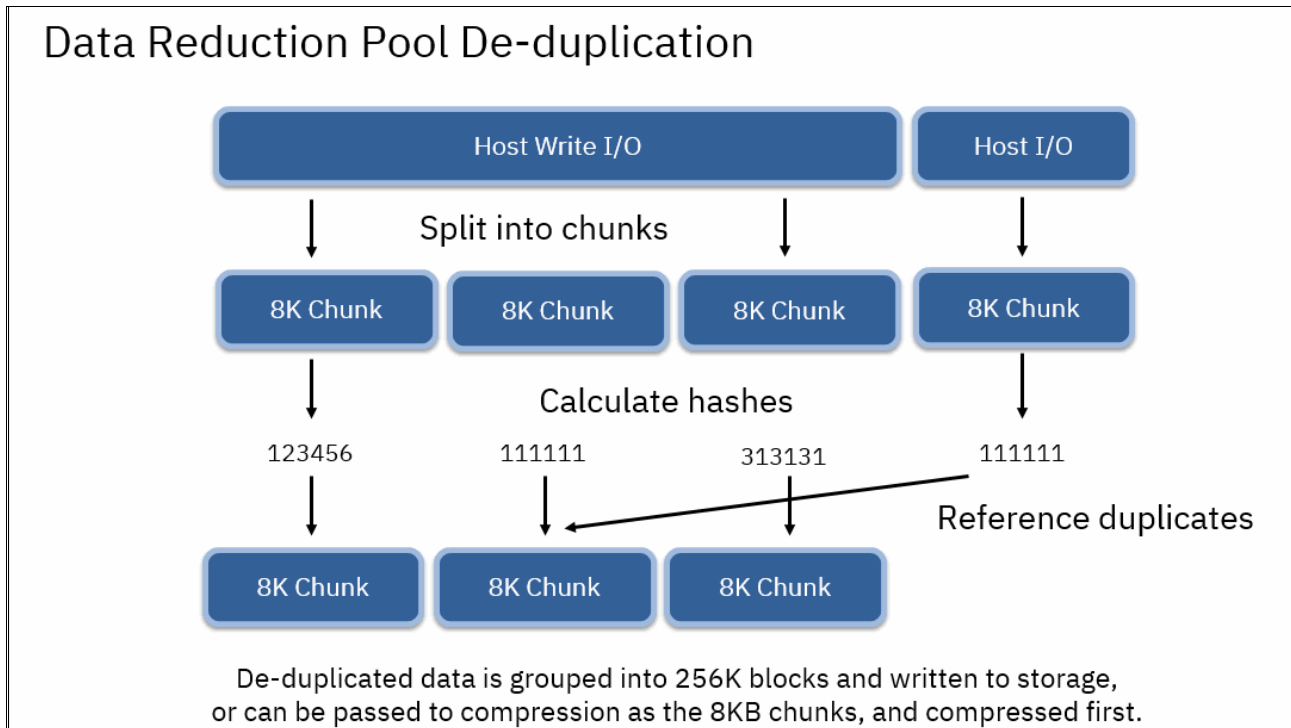 Data Reduction Pool De-duplication
Host Write I/O
Host I/O
Split into chunks
8K Chunk
8K Chunk
8K Chunk
8K Chunk
Calculate hashes
123456
111111
313131
111111
Reference duplicates
8K Chunk
8K Chunk
8K Chunk
De-duplicated data is grouped into 256K blocks and written to storage,
or can be passed to compression as the 8KB chunks, and compressed first.